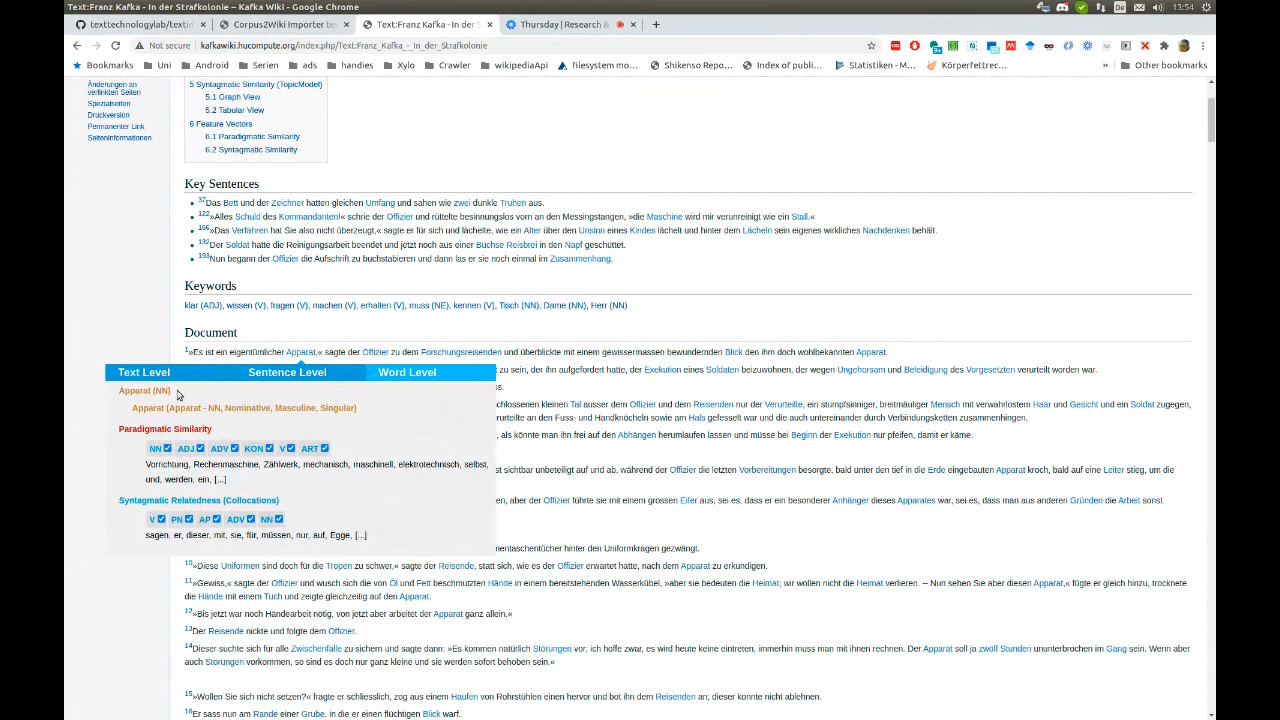 Text:Franz Kafka - In der Strafkolonie – Kafka Wiki - Google Chrome
De 13:54
texttechnologylab/textim Corpus2Wiki Importer tes Text:Franz Kafka - In der S Thursday | Research &
Not secure kafkawiki.hucompute.org/index.php/Text:Franz_Kafka_-_In_der_Strafkolonie
Bookmarks Uni Android Serien ads handies Xylo Crawler wikipediaApi filesystem mo... Shikenso Repo... Index of publi... Statistiken - M... Körperfettrec... » Other bookmarks
Änderungen an
verlinkten Seiten
Spezialseiten
Druckversion
Permanenter Link
Seiteninformationen
5 Syntagmatic Similarity (TopicModel)
5.1 Graph View
5.2 Tabular View
6 Feature Vectors
6.1 Paradigmatic Similarity
6.2 Syntagmatic Similarity
Key Sentences
37Das Bett und der Zeichner hatten gleichen Umfang und sahen wie zwei dunkle Truhen aus.
122»Alles Schuld des Kommandanten!« schrie der Offizier und rüttelte besinnungslos vorn an den Messingstangen, »die Maschine wird mir verunreinigt wie ein Stall.«
166»Das Verfahren hat Sie also nicht überzeugt,« sagte er für sich und lächelte, wie ein Alter über den Unsinn eines Kindes lächelt und hinter dem Lächeln sein eigenes wirkliches Nachdenken behält.
132Der Soldat hatte die Reinigungsarbeit beendet und jetzt noch aus einer Büchse Reisbrei in den Napf geschüttet.
193Nun begann der Offizier die Aufschrift zu buchstabieren und dann las er sie noch einmal im Zusammenhang.
Keywords
klar (ADJ), wissen (V), fragen (V), machen (V), erhalten (V), muss (NE), kennen (V), Tisch (NN), Dame (NN), Herr (NN)
Document
1»Es ist ein eigentümlicher Apparat,« sagte der Offizier zu dem Forschungsreisenden und überblickte mit einem gewissermassen bewundernden Blick den ihm doch wohlbekannten Apparat.
Text Level Sentence Level Word Level
Apparat (NN)
Apparat (Apparat - NN, Nominative, Masculine, Singular)
Paradigmatic Similarity
NN ADJ ADV KON V ART
Vorrichtung, Rechenmaschine, Zählwerk, mechanisch, maschinell, elektrotechnisch, selbst,
und, werden, ein, [...]
Syntagmatic Relatedness (Collocations)
V PN AP ADV NN
sagen, er, dieser, mit, sie, für, müssen, nur, auf, Egge, [...]
zu sein, der ihn aufgefordert hatte, der Exekution eines Soldaten beizuwohnen, der wegen Ungehorsam und Beleidigung des Vorgesetzten verurteilt worden war.
s.
schlossenen kleinen Tal ausser dem Offizier und dem Reisenden nur der Verurteilte, ein stumpfsinniger, breitmäuliger Mensch mit verwahrlostem Haar und Gesicht und ein Soldat zugegen,
rurteilte an den Fuss- und Handknöcheln sowie am Hals gefesselt war und die auch untereinander durch Verbindungsketten zusammenhingen.
, als könnte man ihn frei auf den Abhängen herumlaufen lassen und müsse bei Beginn der Exekution nur pfeifen, damit er käme.
st sichtbar unbeteiligt auf und ab, während der Offizier die letzten Vorbereitungen besorgte, bald unter den tief in die Erde eingebauten Apparat kroch, bald auf eine Leiter stieg, um die
en, aber der Offizier führte sie mit einem grossen Eifer aus, sei es, dass er ein besonderer Anhänger dieses Apparates war, sei es, dass man aus anderen Gründen die Arbeit sonst
mentaschentücher hinter den Uniformkragen gezwängt.
10»Diese Uniformen sind doch für die Tropen zu schwer,« sagte der Reisende, statt sich, wie es der Offizier erwartet hatte, nach dem Apparat zu erkundigen.
11»Gewiss,« sagte der Offizier und wusch sich die von Öl und Fett beschmutzten Hände in einem bereitstehenden Wasserkübel, »aber sie bedeuten die Heimat; wir wollen nicht die Heimat verlieren. -- Nun sehen Sie aber diesen Apparat,« fügte er gleich hinzu, trocknete
die Hände mit einem Tuch und zeigte gleichzeitig auf den Apparat.
12»Bis jetzt war noch Händearbeit nötig, von jetzt aber arbeitet der Apparat ganz allein.«
13Der Reisende nickte und folgte dem Offizier.
14Dieser suchte sich für alle Zwischenfälle zu sichern und sagte dann: »Es kommen natürlich Störungen vor; ich hoffe zwar, es wird heute keine eintreten, immerhin muss man mit ihnen rechnen. Der Apparat soll ja zwölf Stunden ununterbrochen im Gang sein. Wenn aber
auch Störungen vorkommen, so sind es doch nur ganz kleine und sie werden sofort behoben sein.«
15»Wollen Sie sich nicht setzen?« fragte er schliesslich, zog aus einem Haufen von Rohrstühlen einen hervor und bot ihn dem Reisenden an; dieser konnte nicht ablehnen.
16Er sass nun am Rande einer Grube, in die er einen flüchtigen Blick warf.